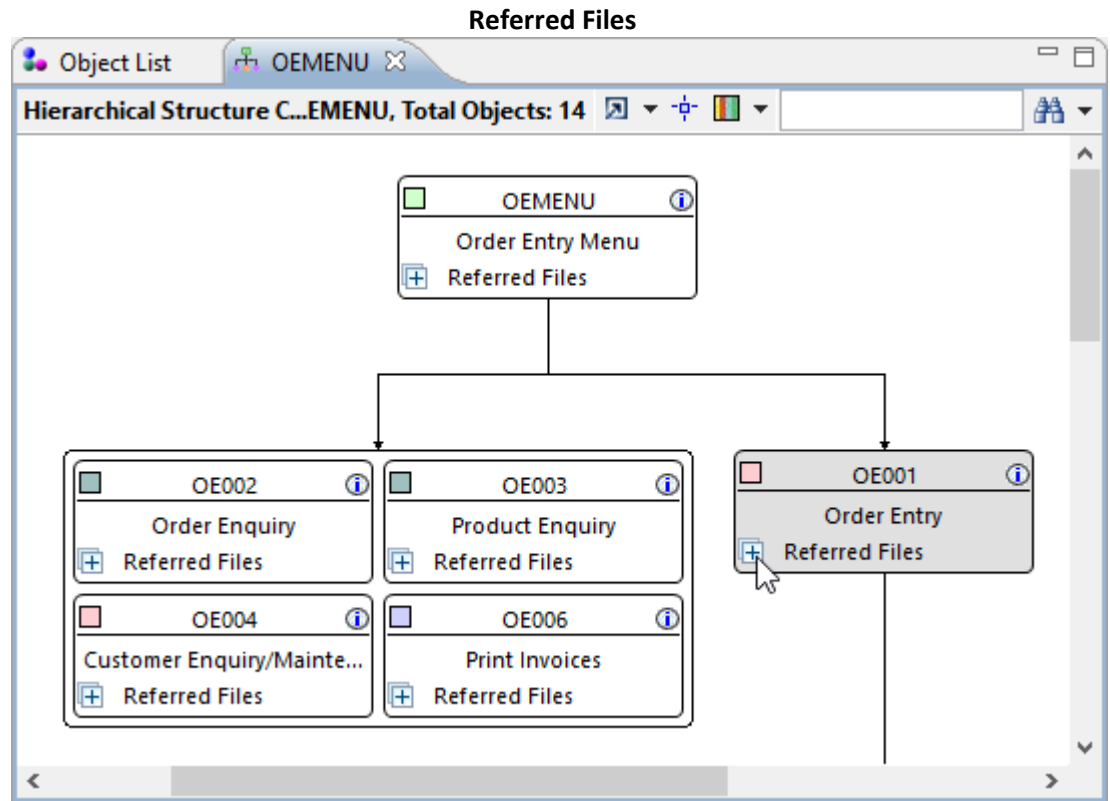 Referred Files
Object List
OEMENU
Hierarchical Structure C...EMENU, Total Objects: 14
OEMENU
Order Entry Menu
Referred Files
OE002
Order Enquiry
Referred Files
OE003
Product Enquiry
Referred Files
OE004
Customer Enquiry/Mainte...
Referred Files
OE006
Print Invoices
Referred Files
OE001
Order Entry
Referred Files